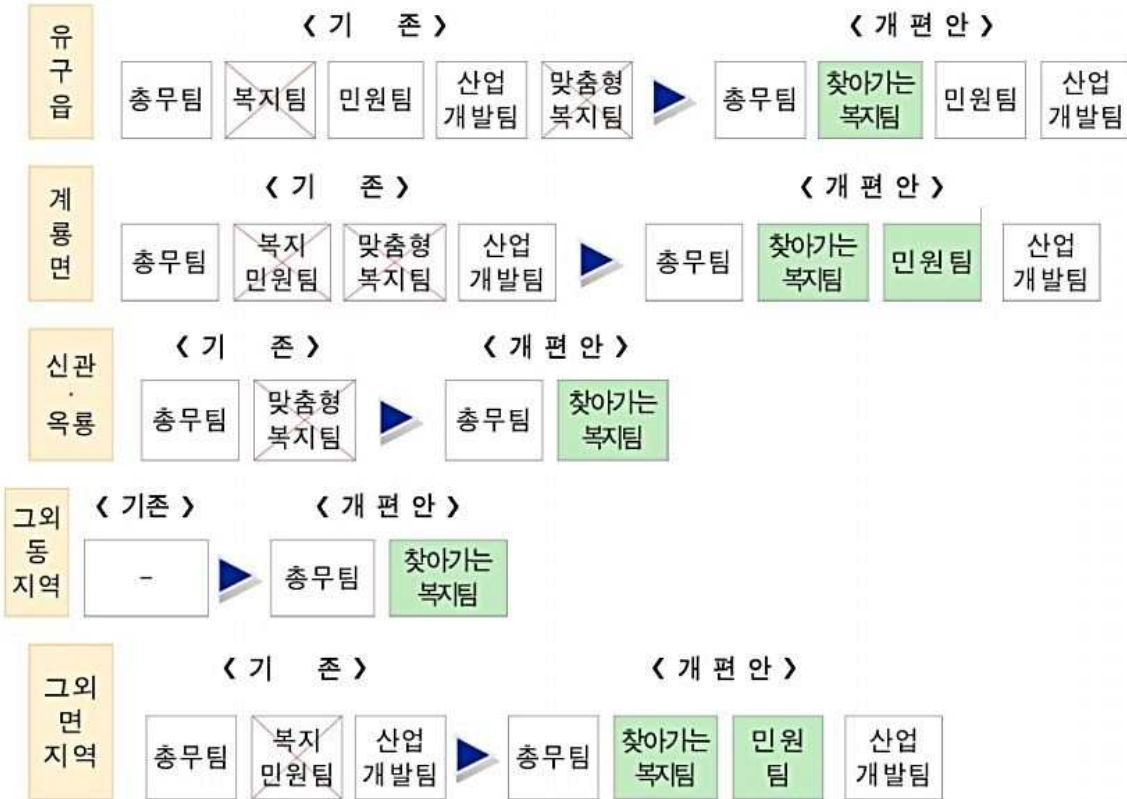 유
구
읍
〈 기 존 〉
〈 개 편 안 〉
총무팀
복지팀
민원팀
산업
개발팀
맞춤형
복지팀
총무팀
찾아가는
복지팀
민원팀
산업
개발팀
계
룡
면
〈 기 존 〉
〈 개 편 안 〉
총무팀
복지
민원팀
맞춤형
복지팀
산업
개발팀
총무팀
찾아가는
복지팀
민원팀
산업
개발팀
신관
·
옥룡
〈 기 존 〉
〈 개 편 안 〉
총무팀
맞춤형
복지팀
총무팀
찾아가는
복지팀
그외
동
지역
〈 기존 〉
〈 개 편 안 〉
-
총무팀
찾아가는
복지팀
그외
면
지역
〈 기 존 〉
〈 개 편 안 〉
총무팀
복지
민원팀
산업
개발팀
총무팀
찾아가는
복지팀
민원
팀
산업
개발팀